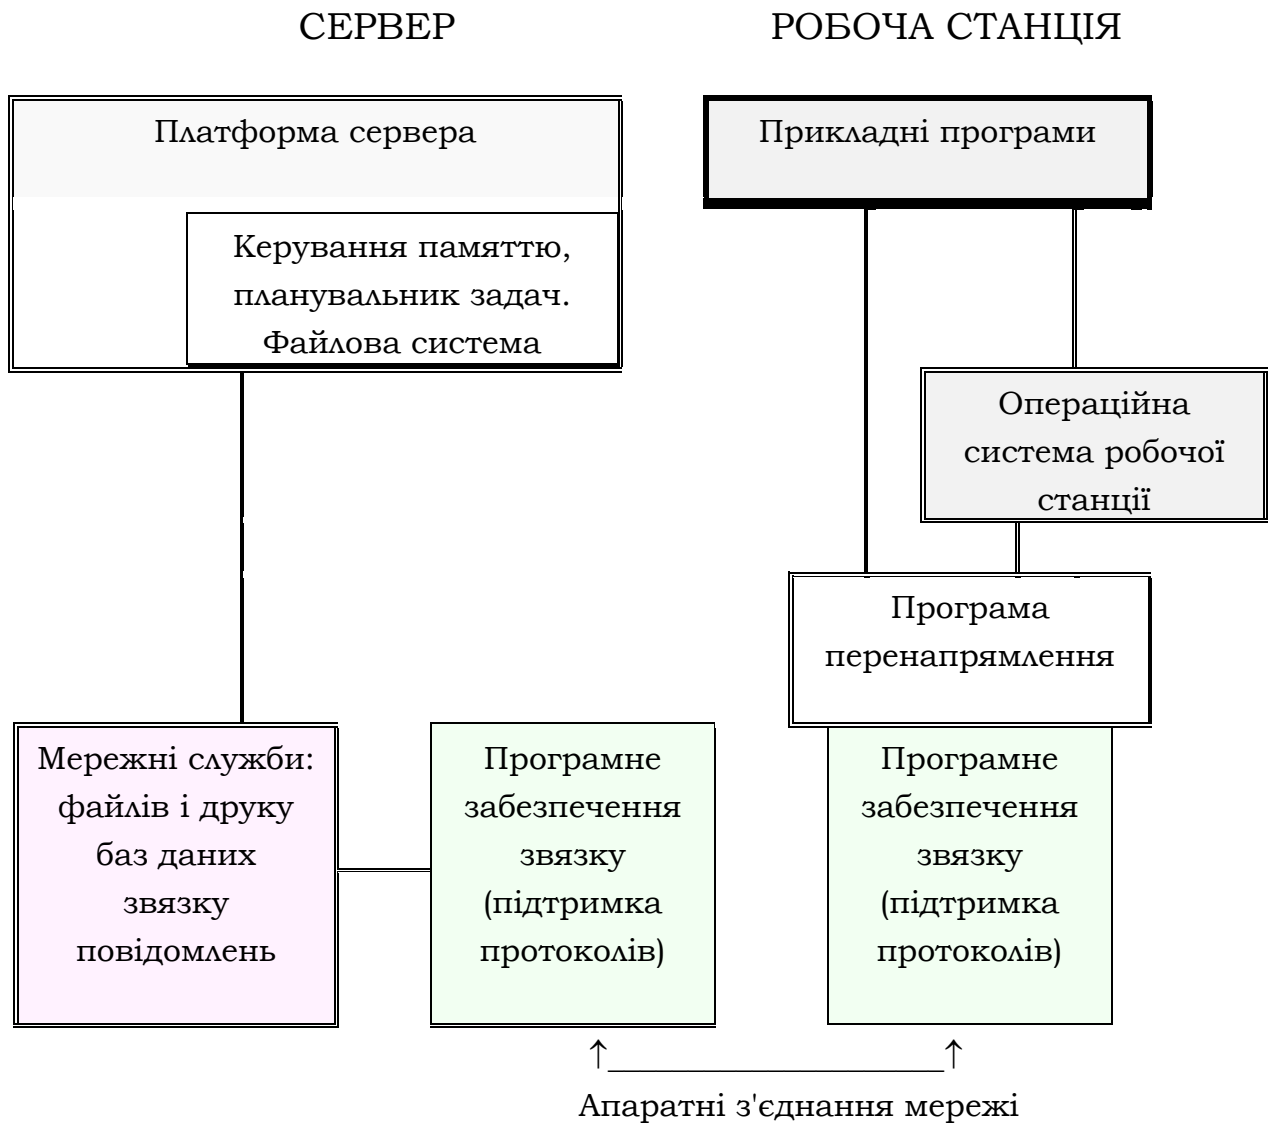 СЕРВЕР
РОБОЧА СТАНЦІЯ
Платформа сервера
Керування памяттю,
планувальник задач.
Файлова система
Прикладні програми
Операційна
система робочої
станції
Програма
перенапрямлення
Мережні служби:
файлів і друку
баз даних
звязку
повідомлень
Програмне
забезпечення
звязку
(підтримка
протоколів)
Програмне
забезпечення
звязку
(підтримка
протоколів)
Апаратні з'єднання мережі